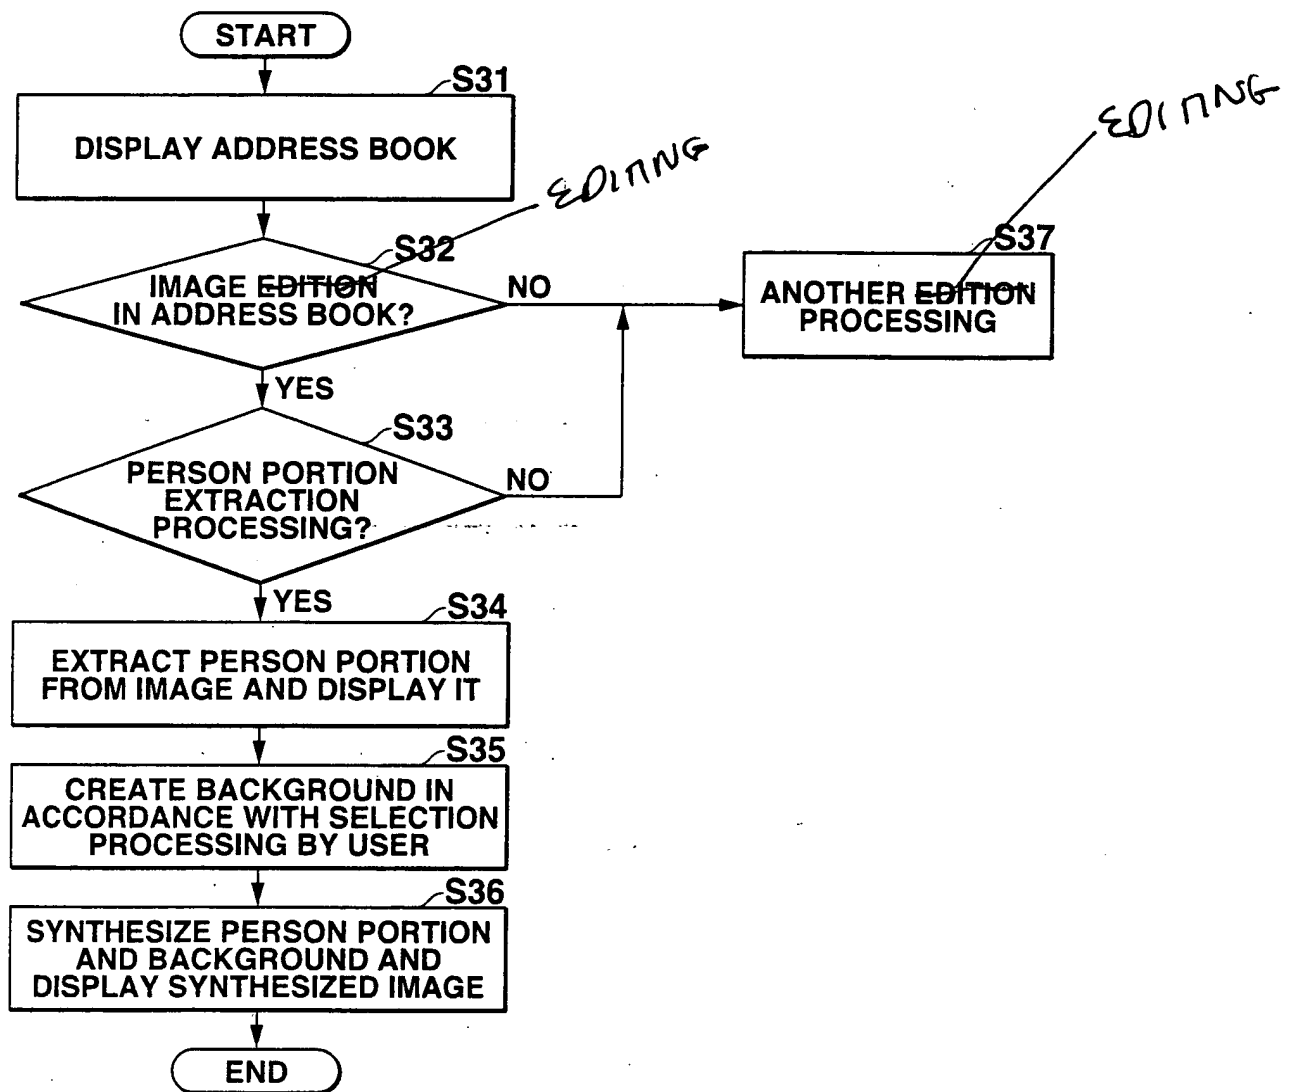 START
S31
DISPLAY ADDRESS BOOK
EDITING
EDITING
S32
IMAGE EDITION
IN ADDRESS BOOK?
NO
S37
ANOTHER EDITION
PROCESSING
YES
S33
PERSON PORTION
EXTRACTION
PROCESSING?
NO
YES
S34
EXTRACT PERSON PORTION
FROM IMAGE AND DISPLAY IT
S35
CREATE BACKGROUND IN
ACCORDANCE WITH SELECTION
PROCESSING BY USER
S36
SYNTHESIZE PERSON PORTION
AND BACKGROUND AND
DISPLAY SYNTHESIZED IMAGE
END